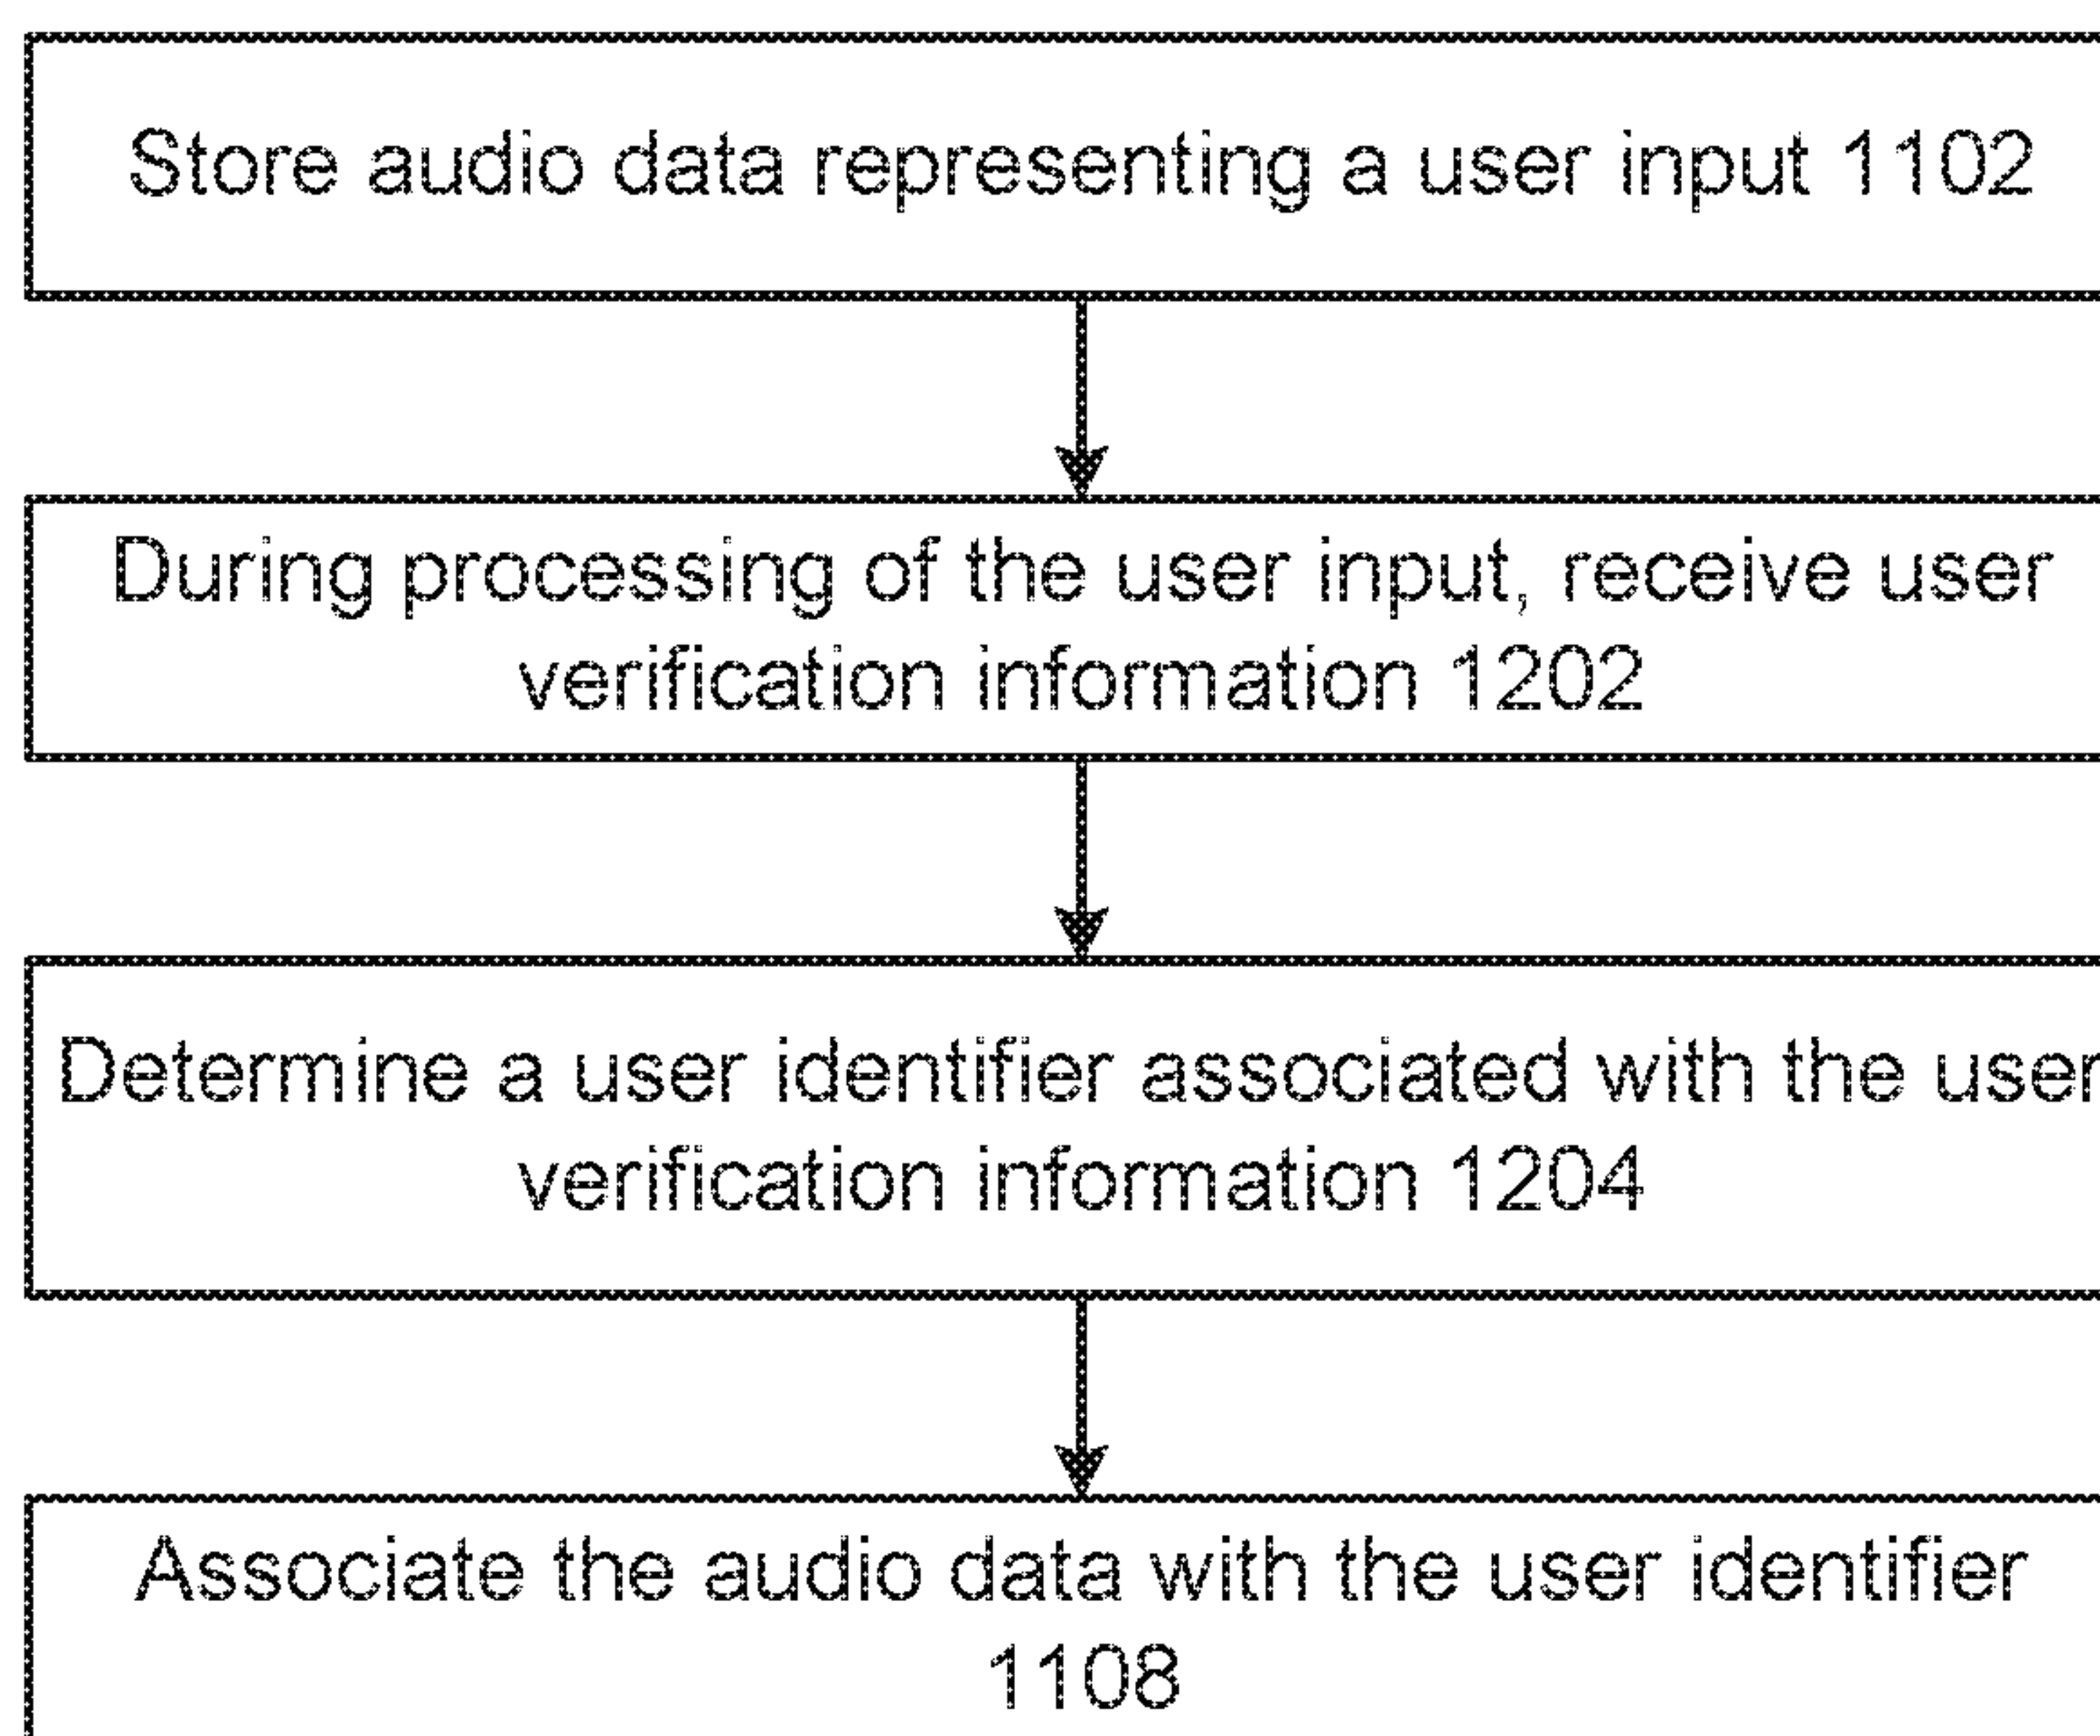 Store audio data representing a user input 1102
During processing of the user input, receive user
verification information 1202
Determine a user identifier associated with the user
verification information 1204
Associate the audio data with the user identifier
1108